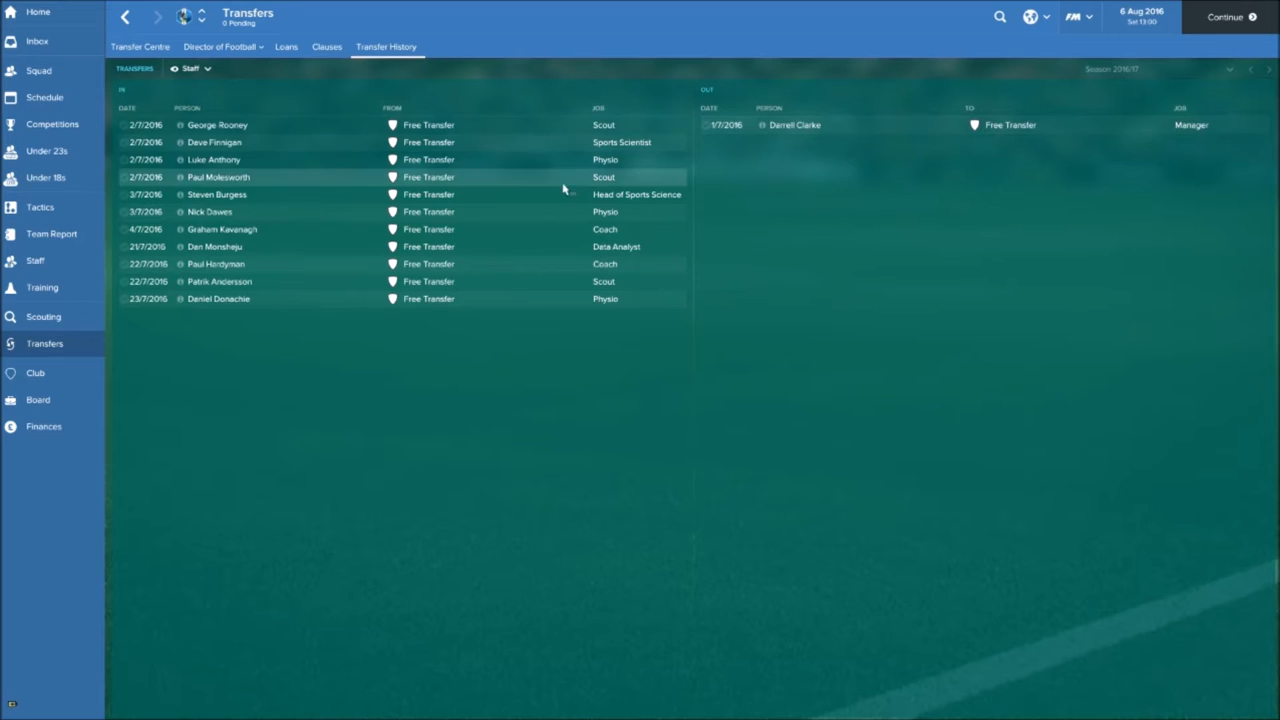 Home
Inbox
Squad
Schedule
Competitions
Under 23s
Under 18s
Tactics
Team Report
Staff
Training
Scouting
Transfers
Club
Board
Finances
Transfers
0 Pending
FM
6 Aug 2016
Sat 13:00
Continue
Transfer Centre Director of Football Loans Clauses Transfer History
TRANSFERS Staff Season 2016/17
IN
DATE PERSON FROM JOB
2/7/2016 George Rooney Free Transfer Scout
2/7/2016 Dave Finnigan Free Transfer Sports Scientist
2/7/2016 Luke Anthony Free Transfer Physio
2/7/2016 Paul Molesworth Free Transfer Scout
3/7/2016 Steven Burgess Free Transfer Head of Sports Science
3/7/2016 Nick Dawes Free Transfer Physio
4/7/2016 Graham Kavanagh Free Transfer Coach
21/7/2016 Dan Monsheju Free Transfer Data Analyst
22/7/2016 Paul Hardyman Free Transfer Coach
22/7/2016 Patrik Andersson Free Transfer Scout
23/7/2016 Daniel Donachie Free Transfer Physio
OUT
DATE PERSON TO JOB
1/7/2016 Darrell Clarke Free Transfer Manager